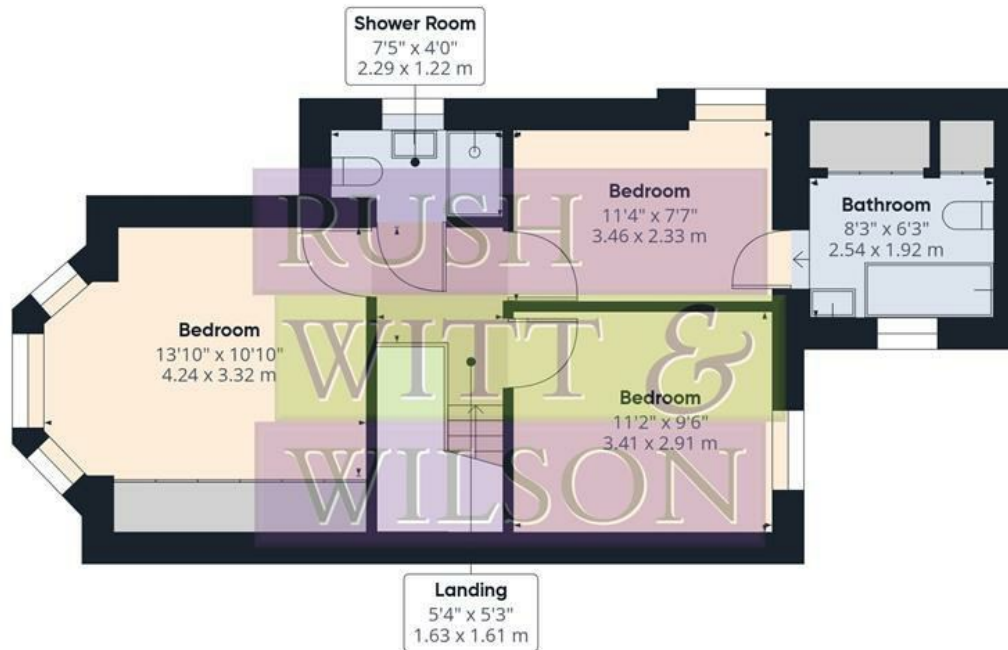 Shower Room
7'5" x 4'0"
2.29 x 1.22 m
Bedroom
11'4" x 7'7"
3.46 x 2.33 m
Bathroom
8'3" x 6'3"
2.54 x 1.92 m
Bedroom
13'10" x 10'10"
4.24 x 3.32 m
Bedroom
11'2" x 9'6"
3.41 x 2.91 m
Landing
5'4" x 5'3"
1.63 x 1.61 m
RUSH
WITT &
WILSON